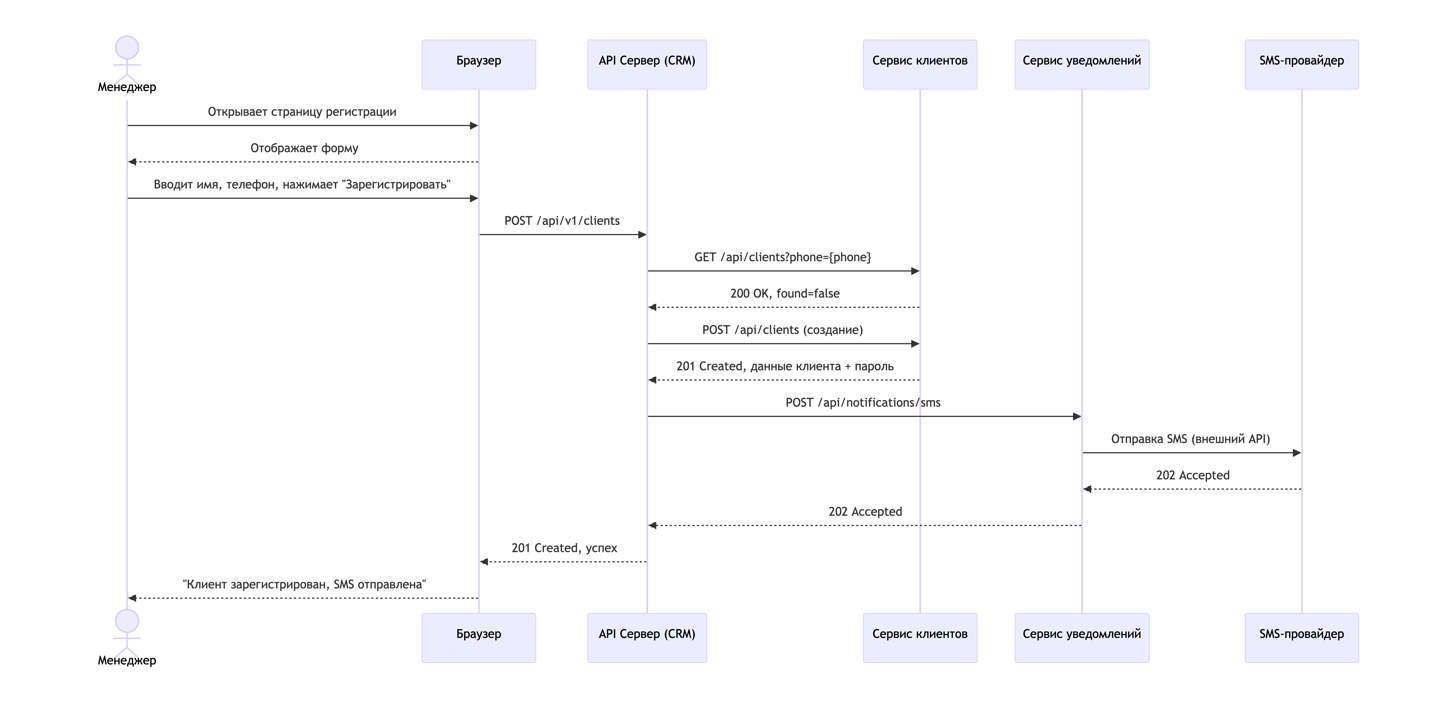 Менеджер
Браузер
API Сервер (CRM)
Сервис клиентов
Сервис уведомлений
SMS-провайдер
Открывает страницу регистрации
Отображает форму
Вводит имя, телефон, нажимает "Зарегистрировать"
POST /api/v1/clients
GET /api/clients?phone={phone}
200 OK, found=false
POST /api/clients (создание)
201 Created, данные клиента + пароль
POST /api/notifications/sms
Отправка SMS (внешний API)
202 Accepted
202 Accepted
201 Created, успех
"Клиент зарегистрирован, SMS отправлена"
Менеджер
Браузер
API Сервер (CRM)
Сервис клиентов
Сервис уведомлений
SMS-провайдер